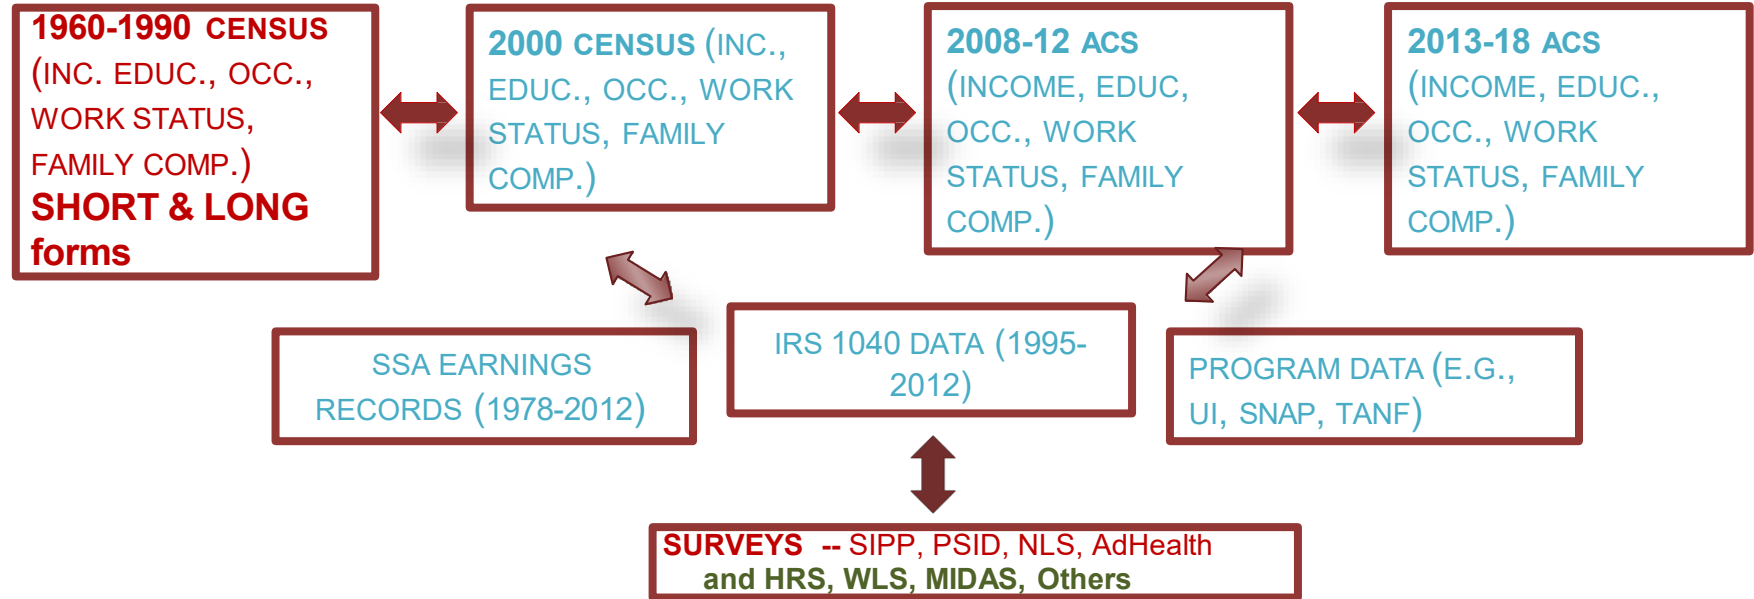 1960-1990 CENSUS
(INC. EDUC., OCC.,
WORK STATUS,
FAMILY COMP.)
SHORT & LONG
forms
2000 CENSUS (INC.,
EDUC., OCC., WORK
STATUS, FAMILY
COMP.)
2008-12 ACS
(INCOME, EDUC,
OCC., WORK
STATUS, FAMILY
COMP.)
2013-18 ACS
(INCOME, EDUC.,
OCC., WORK
STATUS, FAMILY
COMP.)
SSA EARNINGS
RECORDS (1978-2012)
IRS 1040 DATA (1995-
2012)
PROGRAM DATA (E.G.,
UI, SNAP, TANF)
SURVEYS -- SIPP, PSID, NLS, AdHealth
and HRS, WLS, MIDAS, Others